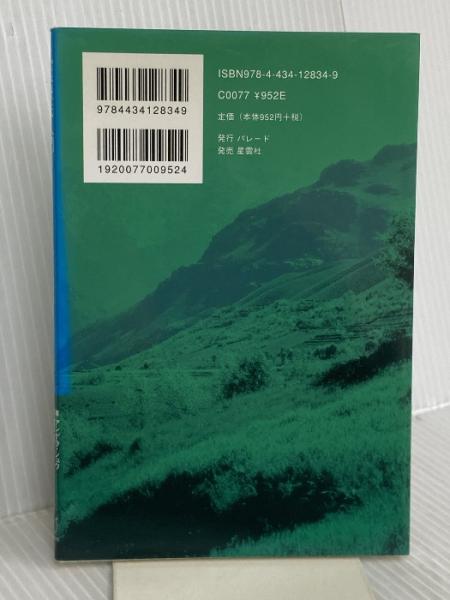 ISBN978-4-434-12834-9
C0077 ¥952E
定価（本体952円＋税）
発行 パレード
発売 星雲社
9784434128349
1920077009524